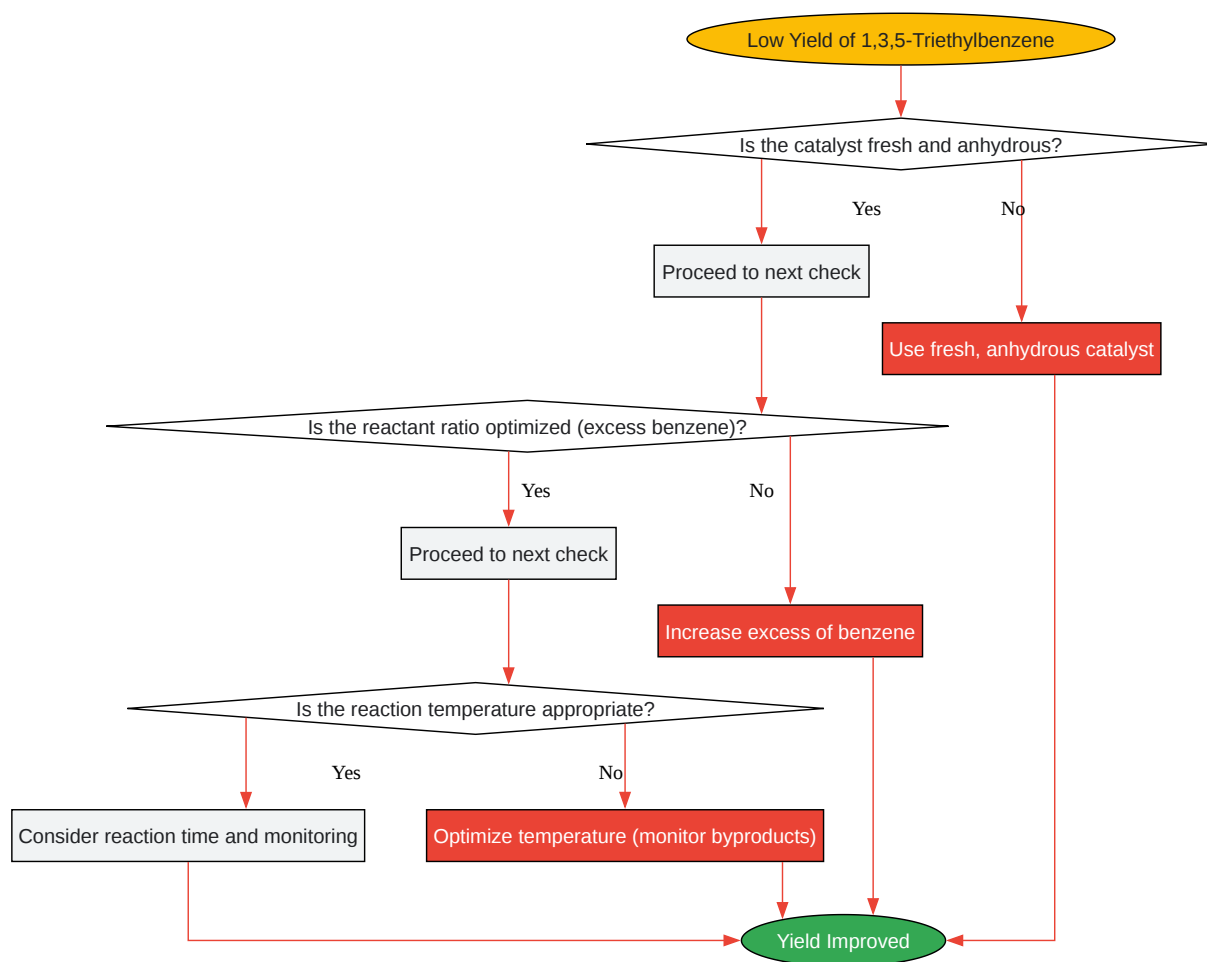 Low Yield of 1,3,5-Triethylbenzene
Is the catalyst fresh and anhydrous?
Yes
No
Proceed to next check
Use fresh, anhydrous catalyst
Is the reactant ratio optimized (excess benzene)?
Yes
No
Proceed to next check
Increase excess of benzene
Is the reaction temperature appropriate?
Yes
No
Consider reaction time and monitoring
Optimize temperature (monitor byproducts)
Yield Improved